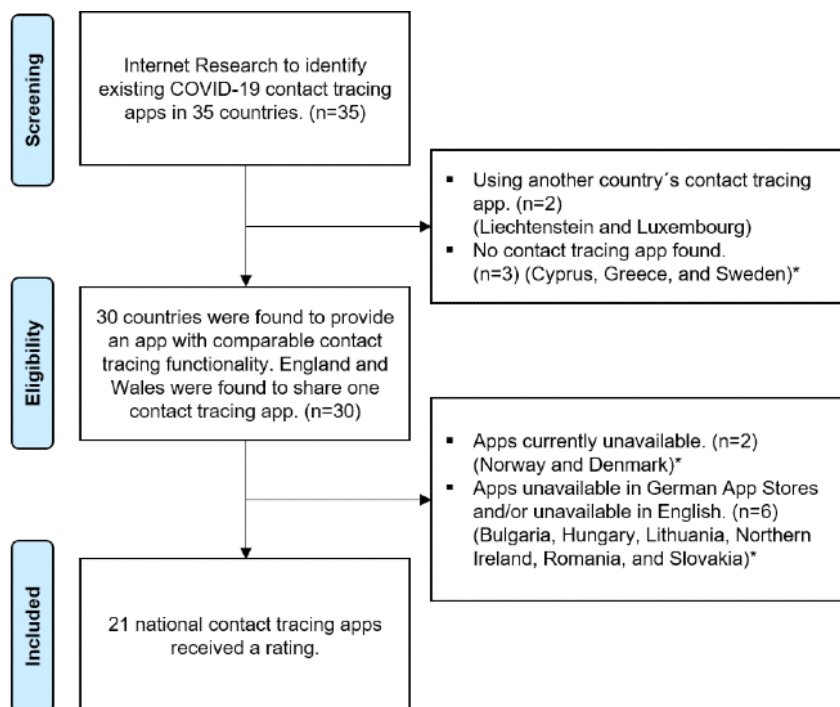 Screening
Internet Research to identify
existing COVID-19 contact tracing
apps in 35 countries. (n=35)
▪ Using another country´s contact tracing
app. (n=2)
(Liechtenstein and Luxembourg)
▪ No contact tracing app found.
(n=3) (Cyprus, Greece, and Sweden)*
Eligibility
30 countries were found to provide
an app with comparable contact
tracing functionality. England and
Wales were found to share one
contact tracing app. (n=30)
▪ Apps currently unavailable. (n=2)
(Norway and Denmark)*
▪ Apps unavailable in German App Stores
and/or unavailable in English. (n=6)
(Bulgaria, Hungary, Lithuania, Northern
Ireland, Romania, and Slovakia)*
Included
21 national contact tracing apps
received a rating.